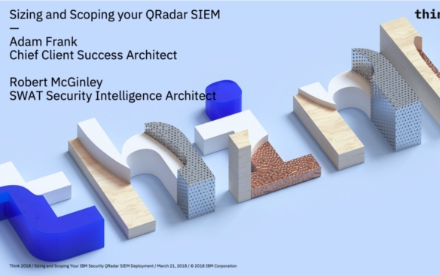 Sizing and Scoping your QRadar SIEM
thin
—
Adam Frank
Chief Client Success Architect
Robert McGinley
SWAT Security Intelligence Architect
think
Think 2018 / Sizing and Scoping Your IBM Security QRadar SIEM Deployment / March 21, 2018 / © 2018 IBM Corporation